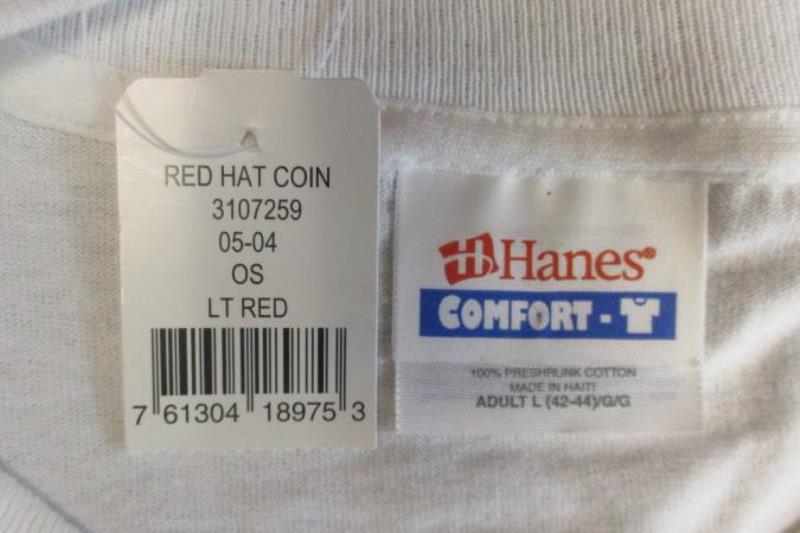 RED HAT COIN
3107259
05-04
OS
LT RED
7 61304 18975 3
Hanes®
COMFORT-T
100% PRESHRUNK COTTON
MADE IN HAITI
ADULT L (42-44)/G/G